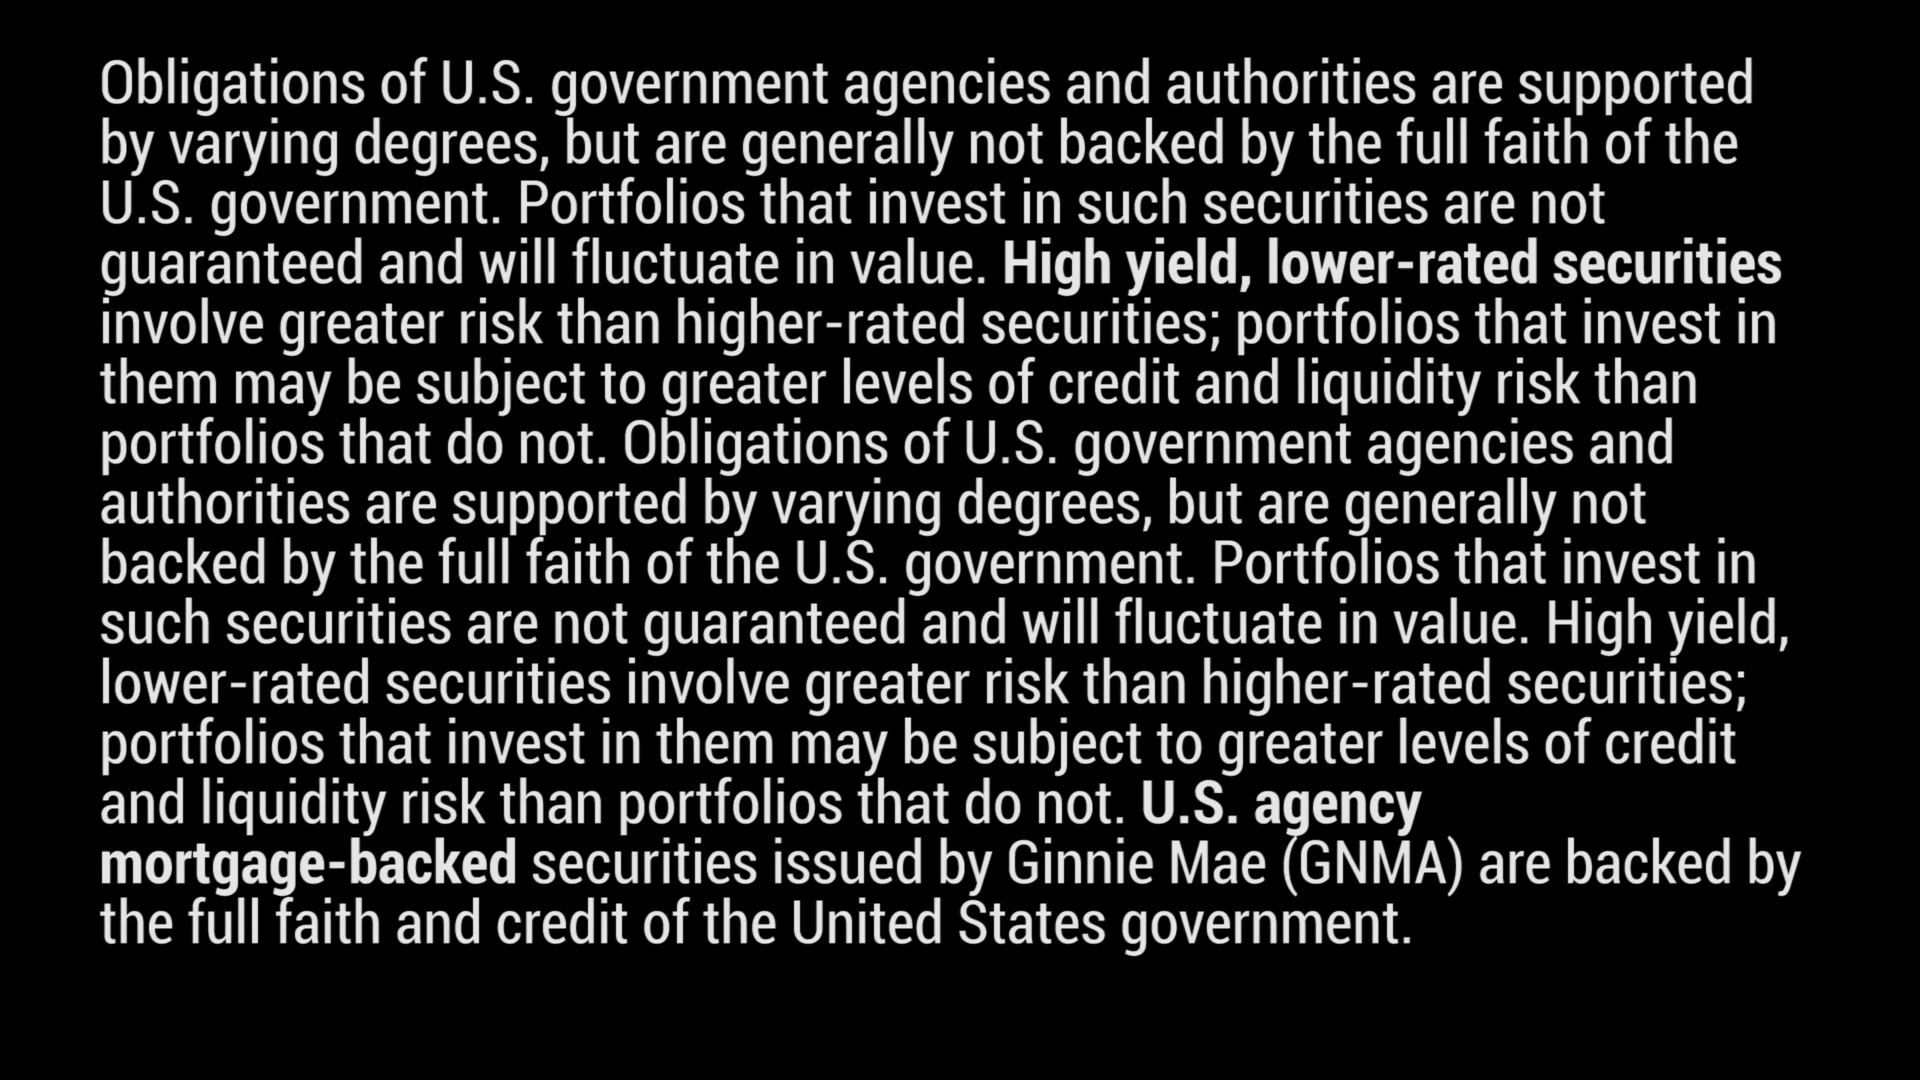 Obligations of U.S. government agencies and authorities are supported
by varying degrees, but are generally not backed by the full faith of the
U.S. government. Portfolios that invest in such securities are not
guaranteed and will fluctuate in value. High yield, lower-rated securities
involve greater risk than higher-rated securities; portfolios that invest in
them may be subject to greater levels of credit and liquidity risk than
portfolios that do not. Obligations of U.S. government agencies and
authorities are supported by varying degrees, but are generally not
backed by the full faith of the U.S. government. Portfolios that invest in
such securities are not guaranteed and will fluctuate in value. High yield,
lower-rated securities involve greater risk than higher-rated securities;
portfolios that invest in them may be subject to greater levels of credit
and liquidity risk than portfolios that do not. U.S. agency
mortgage-backed securities issued by Ginnie Mae (GNMA) are backed by
the full faith and credit of the United States government.